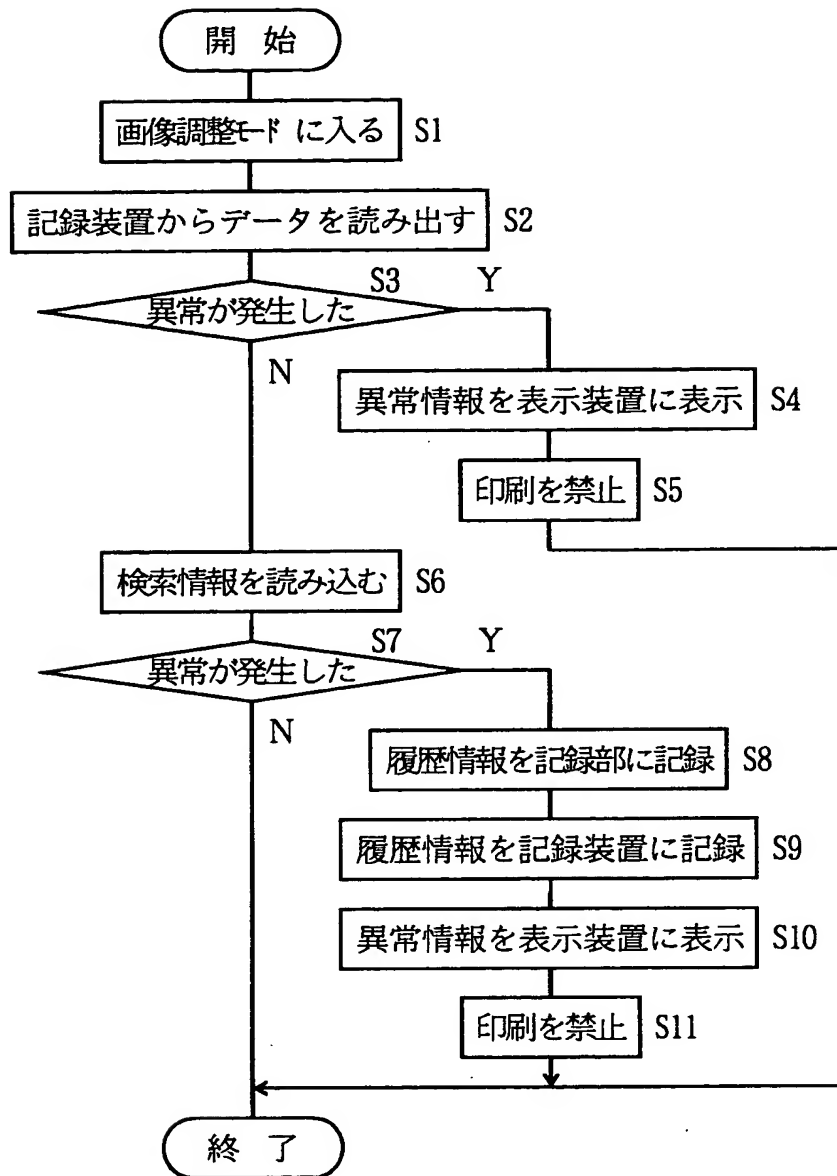 開 始
画像調整モード に入る S1
記録装置からデータを読み出す S2
S3 Y
異常が発生した
N
異常情報を表示装置に表示 S4
印刷を禁止 S5
検索情報を読み込む S6
S7 Y
異常が発生した
N
履歴情報を記録部に記録 S8
履歴情報を記録装置に記録 S9
異常情報を表示装置に表示 S10
印刷を禁止 S11
終 了